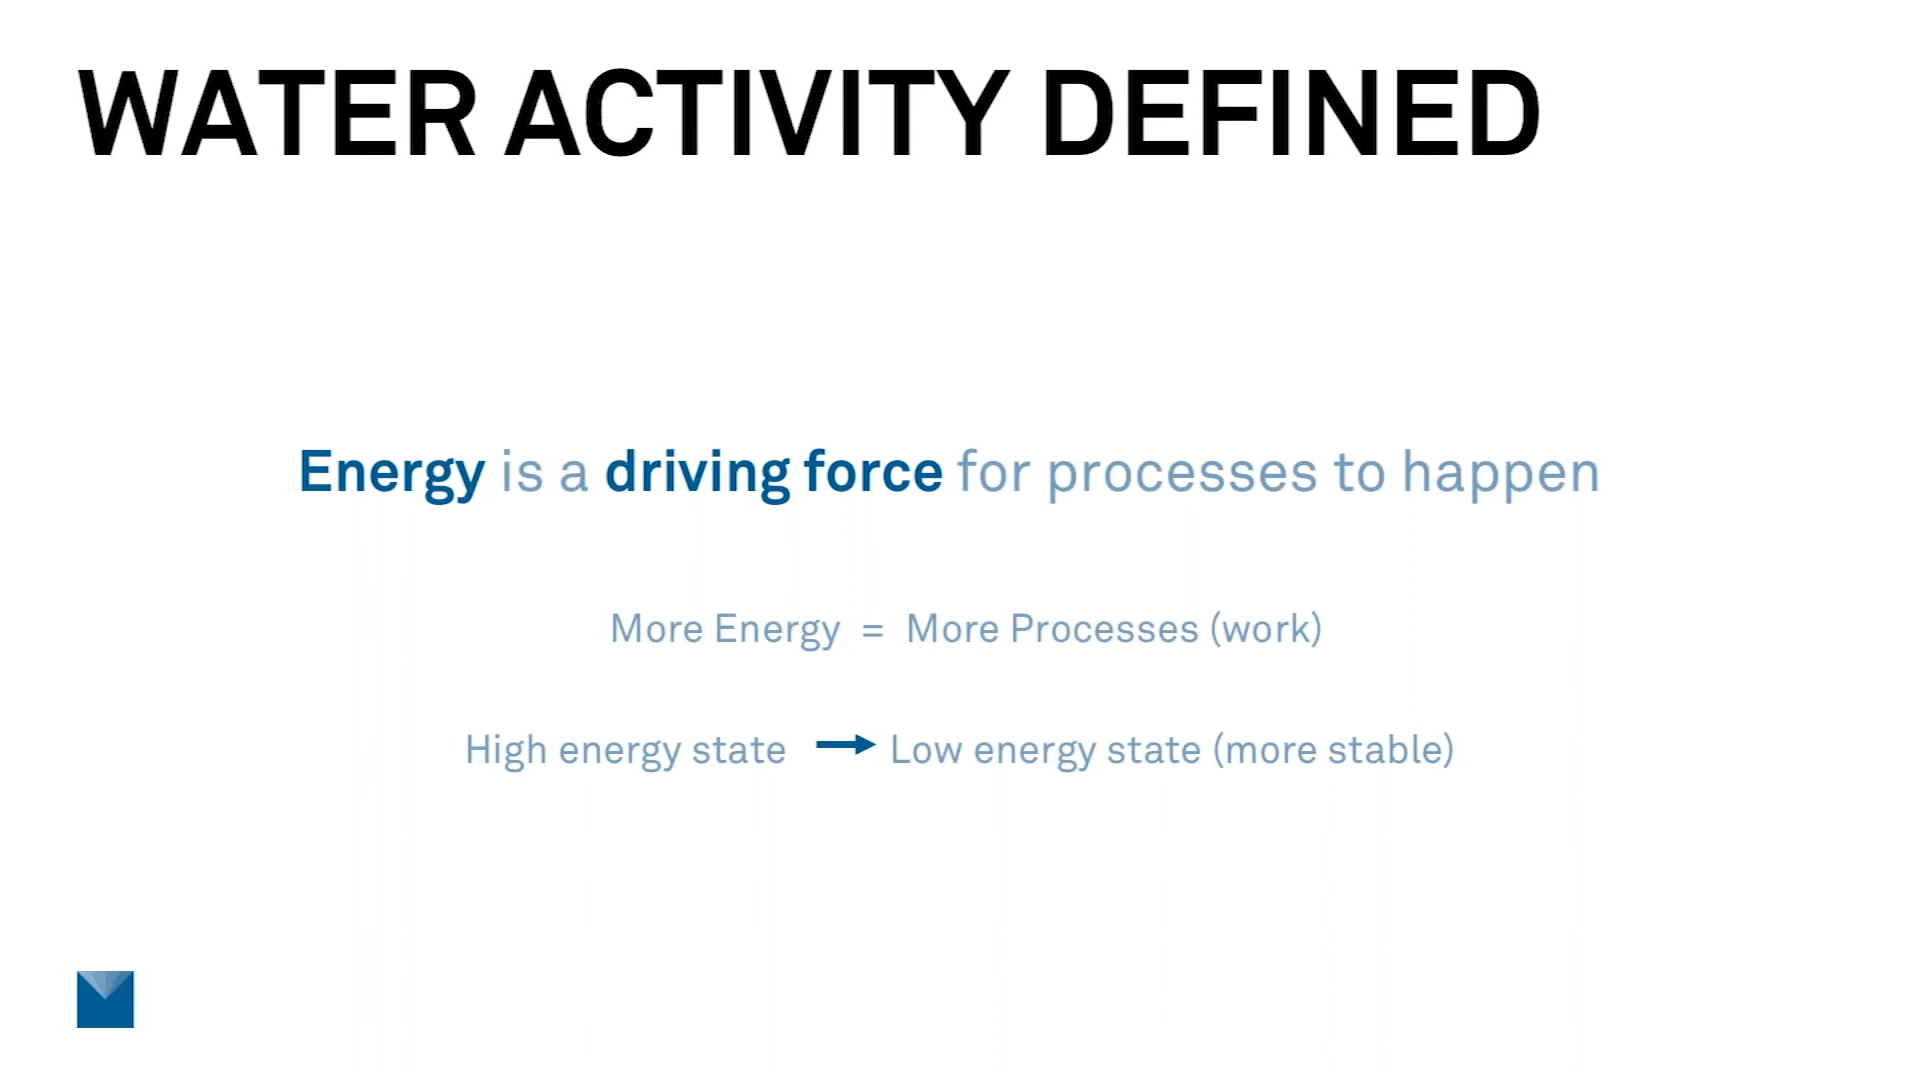 WATER ACTIVITY DEFINED
Energy is a driving force for processes to happen
More Energy = More Processes (work)
High energy state → Low energy state (more stable)